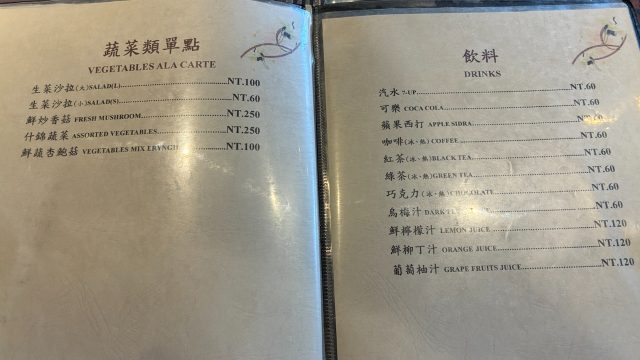 蔬菜類單點
VEGETABLES ALA CARTE
生菜沙拉(大)SALAD(L)........NT.100
生菜沙拉(小)SALAD(S)........NT.60
鮮炒香菇 FRESH MUSHROOM........NT.250
什錦蔬菜 ASSORTED VEGETABLES........NT.250
鮮蔬杏鮑菇 VEGETABLES MIX ERYNGII........NT.100
飲料
DRINKS
汽水 7-UP........NT.60
可樂 COCA COLA........NT.60
蘋果西打 APPLE SIDRA........NT.60
咖啡(冰、熱)COFFEE........NT.60
紅茶(冰、熱)BLACK TEA........NT.60
綠茶(冰、熱)GREEN TEA........NT.60
巧克力(冰、熱)CHOCOLATE........NT.60
烏梅汁 DARK........NT.60
鮮檸檬汁 LEMON JUICE........NT.120
鮮柳丁汁 ORANGE JUICE........NT.120
葡萄柚汁 GRAPE FRUITS JUICE........NT.120